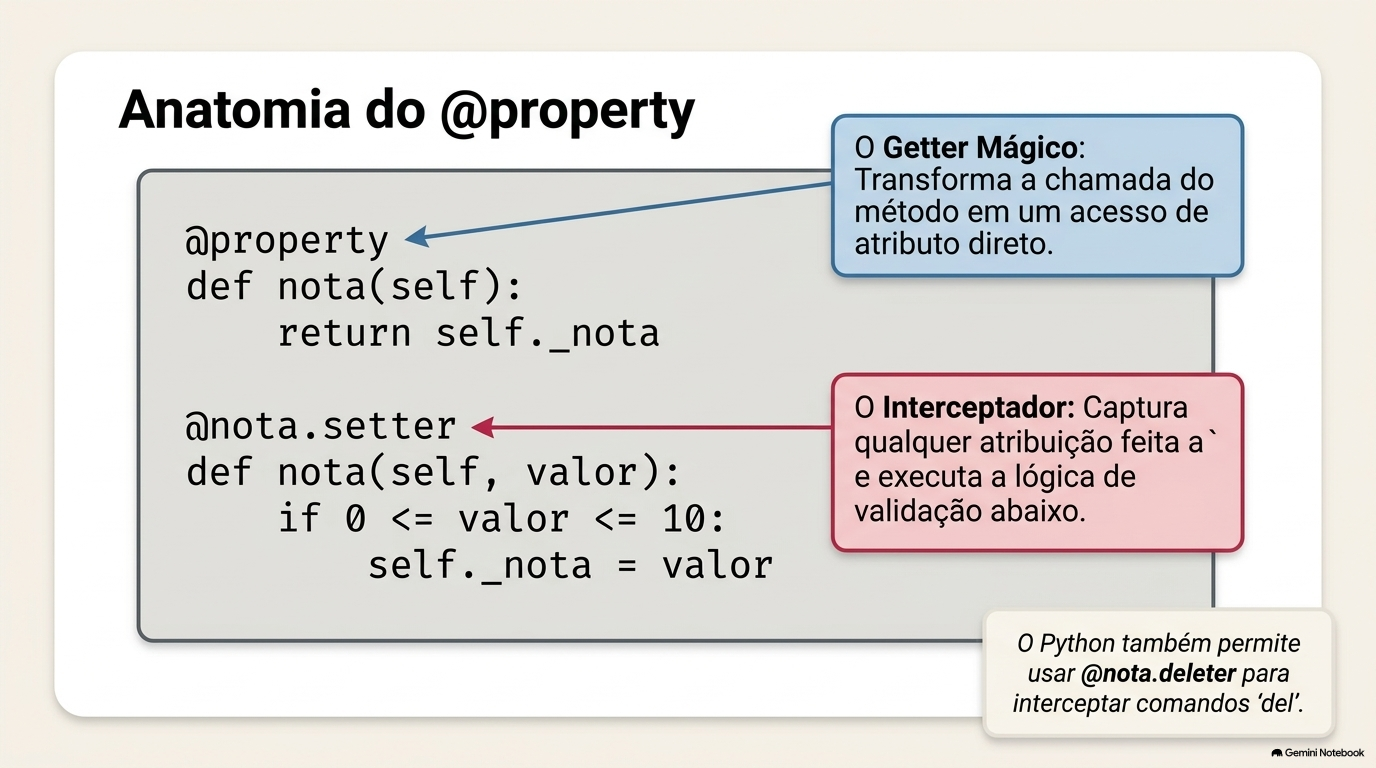 Anatomia do @property
O Getter Mágico:
Transforma a chamada do
método em um acesso de
atributo direto.
@property
def nota(self):
    return self._nota
@nota.setter
def nota(self, valor):
    if 0 <= valor <= 10:
        self._nota = valor
O Interceptador: Captura
qualquer atribuição feita a`
e executa a lógica de
validação abaixo.
O Python também permite
usar @nota.deleter para
interceptar comandos ‘del’.
Gemini Notebook